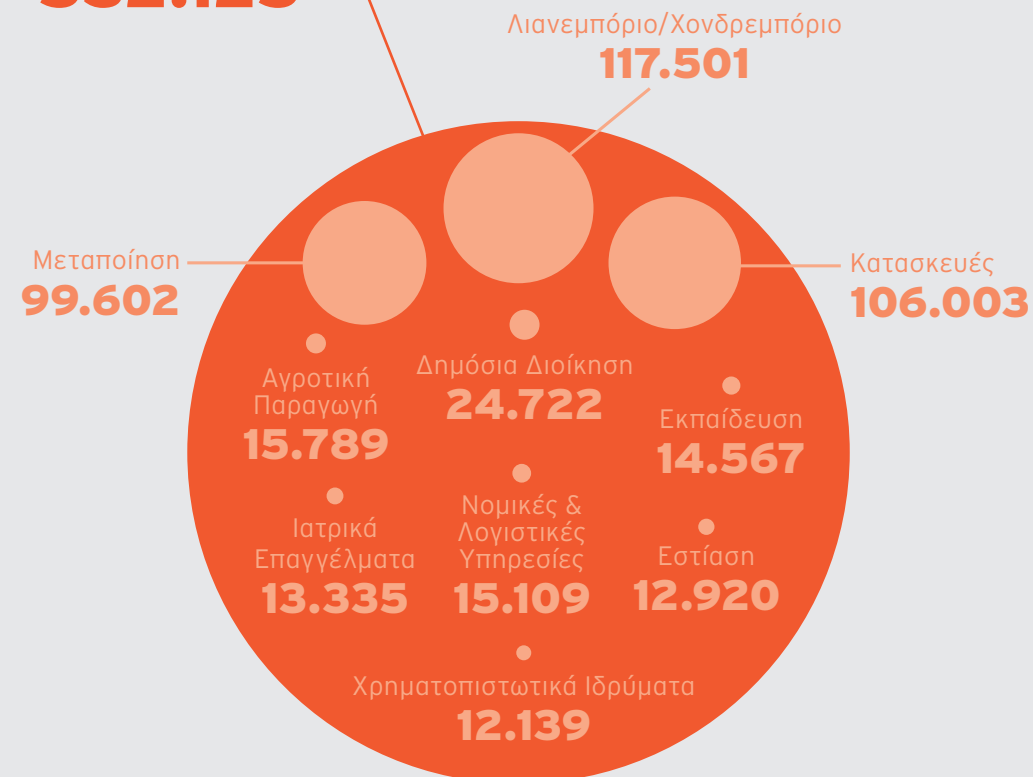 Λιανεμπόριο/Χονδρεμπόριο
117.501
Μεταποίηση
99.602
Κατασκευές
106.003
Αγροτική
Παραγωγή
15.789
Δημόσια Διοίκηση
24.722
Εκπαίδευση
14.567
Ιατρικά
Επαγγέλματα
13.335
Νομικές &
Λογιστικές
Υπηρεσίες
15.109
Εστίαση
12.920
Χρηματοπιστωτικά Ιδρύματα
12.139